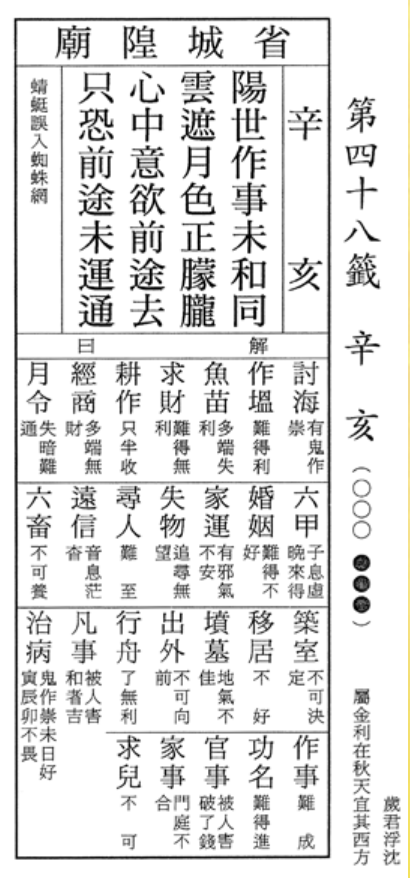 歲君浮沈
第四十八籤 辛亥(○○○●●●) 屬金利在秋天宜其西方
省城隍廟
辛亥
陽世作事未和同
雲遮月色正朦朧
心中意欲前途去
只恐前途未運通
蜻蜓誤入蜘蛛網
解曰
討海 有鬼作祟
作塭 難得利
魚苗 多端失利
求財 難得無利
耕作 只半收
經商 多端無財
月令 失暗難通
六甲 子息虛晚來得
婚姻 難得不好
家運 有邪氣不安
失物 追尋無望
尋人 難至
遠信 音息茫杳
六畜 不可養
築室 不可決定
移居 不好
墳墓 地氣不佳
出外 不可向前
行舟 了無利
凡事 被人害和者吉
治病 鬼作祟未日好寅辰卯不畏
作事 難成
功名 難得進
官事 被人害破了錢
家事 門庭不合
求兒 不可